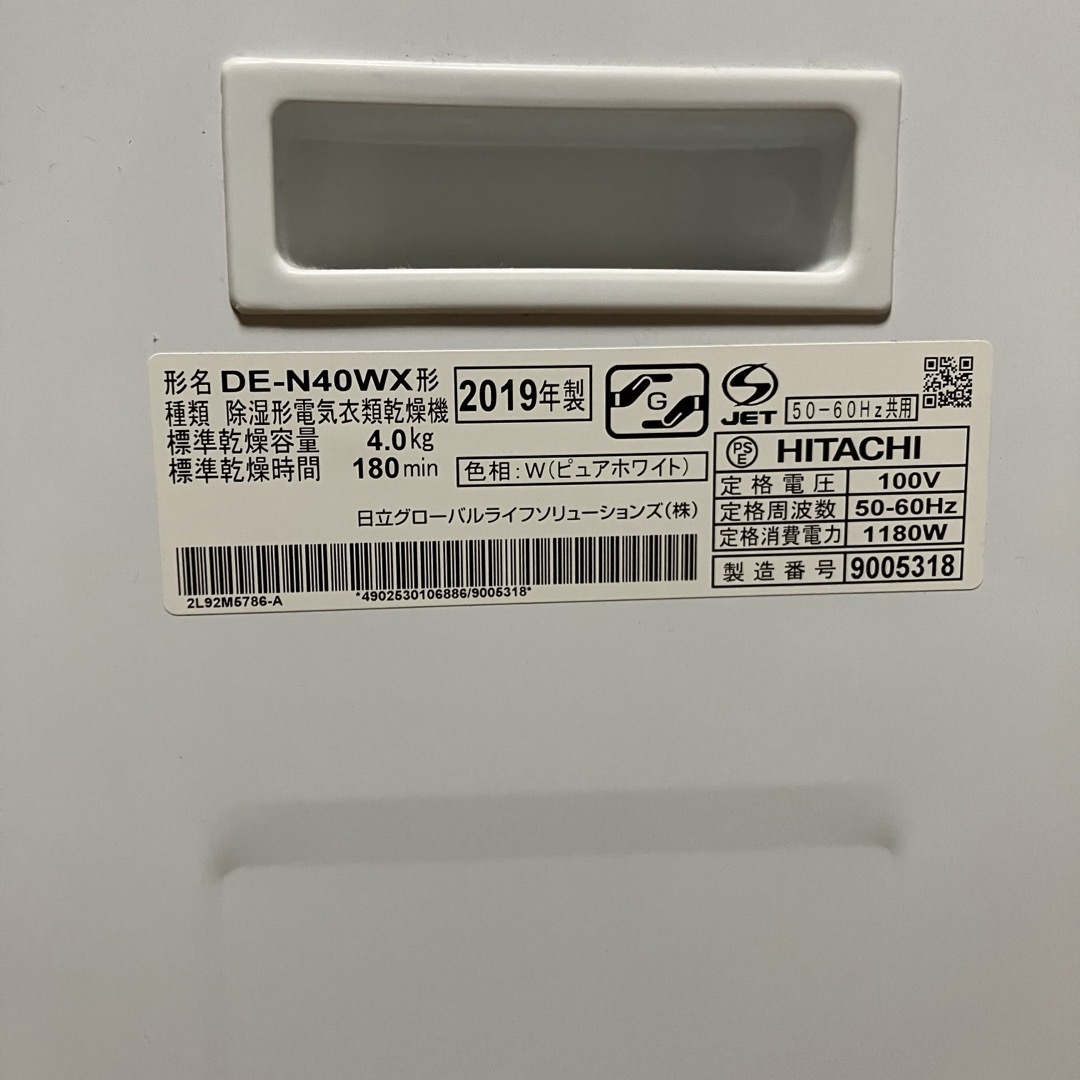 形名 DE-N40WX形
種類 除湿形電気衣類乾燥機
標準乾燥容量 4.0kg
標準乾燥時間 180min
2019年製
G
色相:W(ピュアホワイト)
日立グローバルライフソリューションズ(株)
2L92M5786-A
*4902530106886/9005318*
S
JET
50-60Hz共用
PS
E
HITACHI
定格電圧 100V
定格周波数 50-60Hz
定格消費電力 1180W
製造番号 9005318